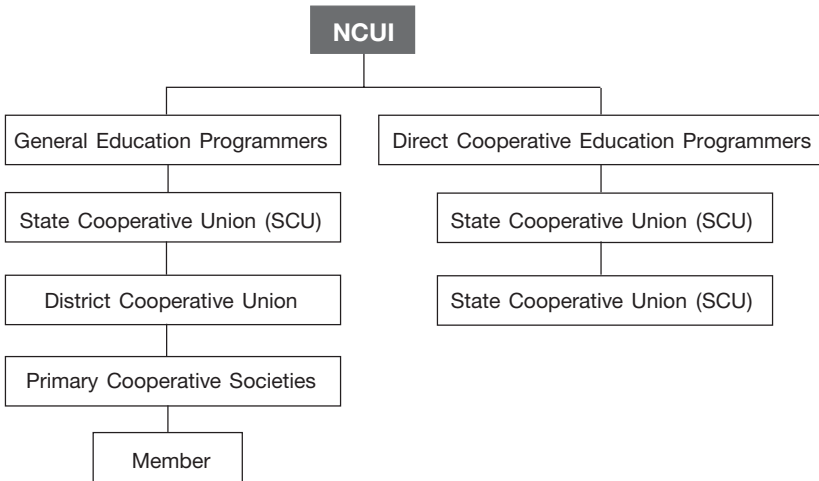 NCUI
General Education Programmers
Direct Cooperative Education Programmers
State Cooperative Union (SCU)
State Cooperative Union (SCU)
District Cooperative Union
State Cooperative Union (SCU)
Primary Cooperative Societies
Member